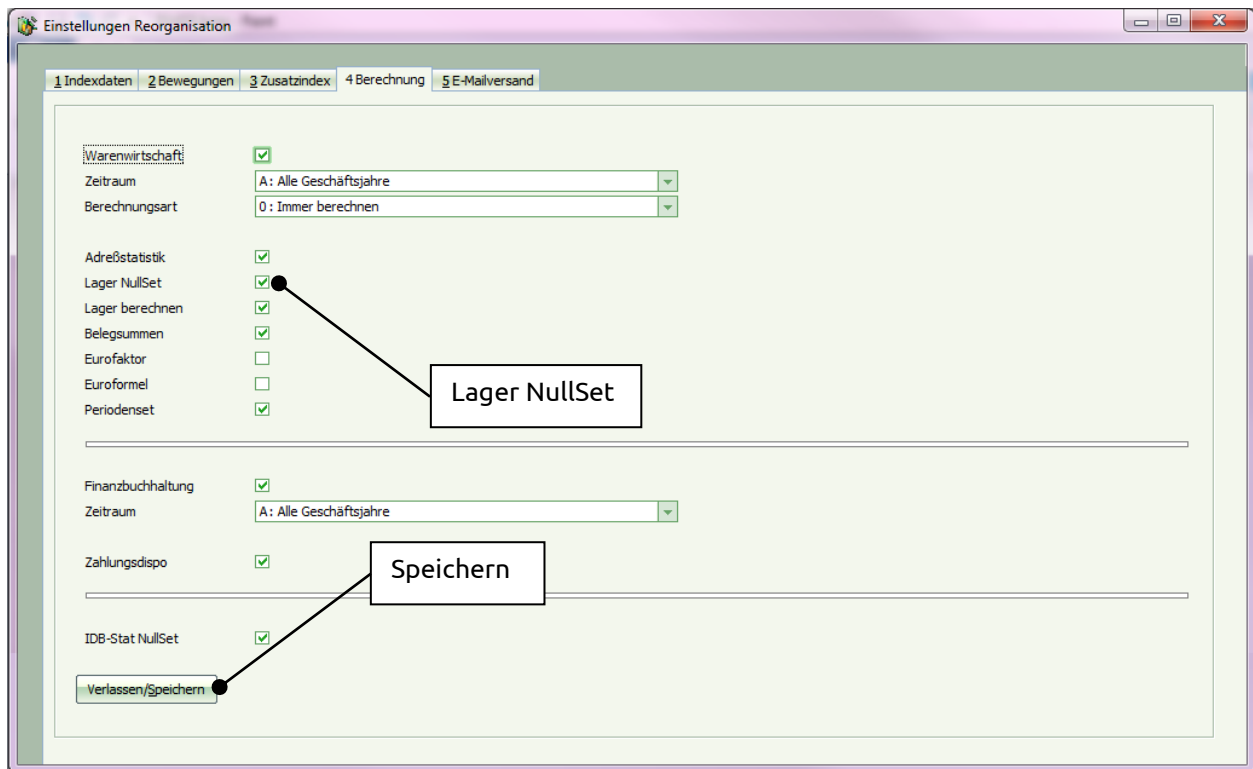 Einstellungen Reorganisation
1 Indexdaten 2 Bewegungen 3 Zusatzindex 4 Berechnung 5 E-Mailversand
Warenwirtschaft
Zeitraum A : Alle Geschäftsjahre
Berechnungsart 0 : Immer berechnen
Adreßstatistik
Lager NullSet
Lager berechnen
Belegsummen
Eurofaktor
Euroformel
Lager NullSet
Periodenset
Finanzbuchhaltung
Zeitraum A : Alle Geschäftsjahre
Zahlungsdispo
Speichern
IDB-Stat NullSet
Verlassen/Speichern